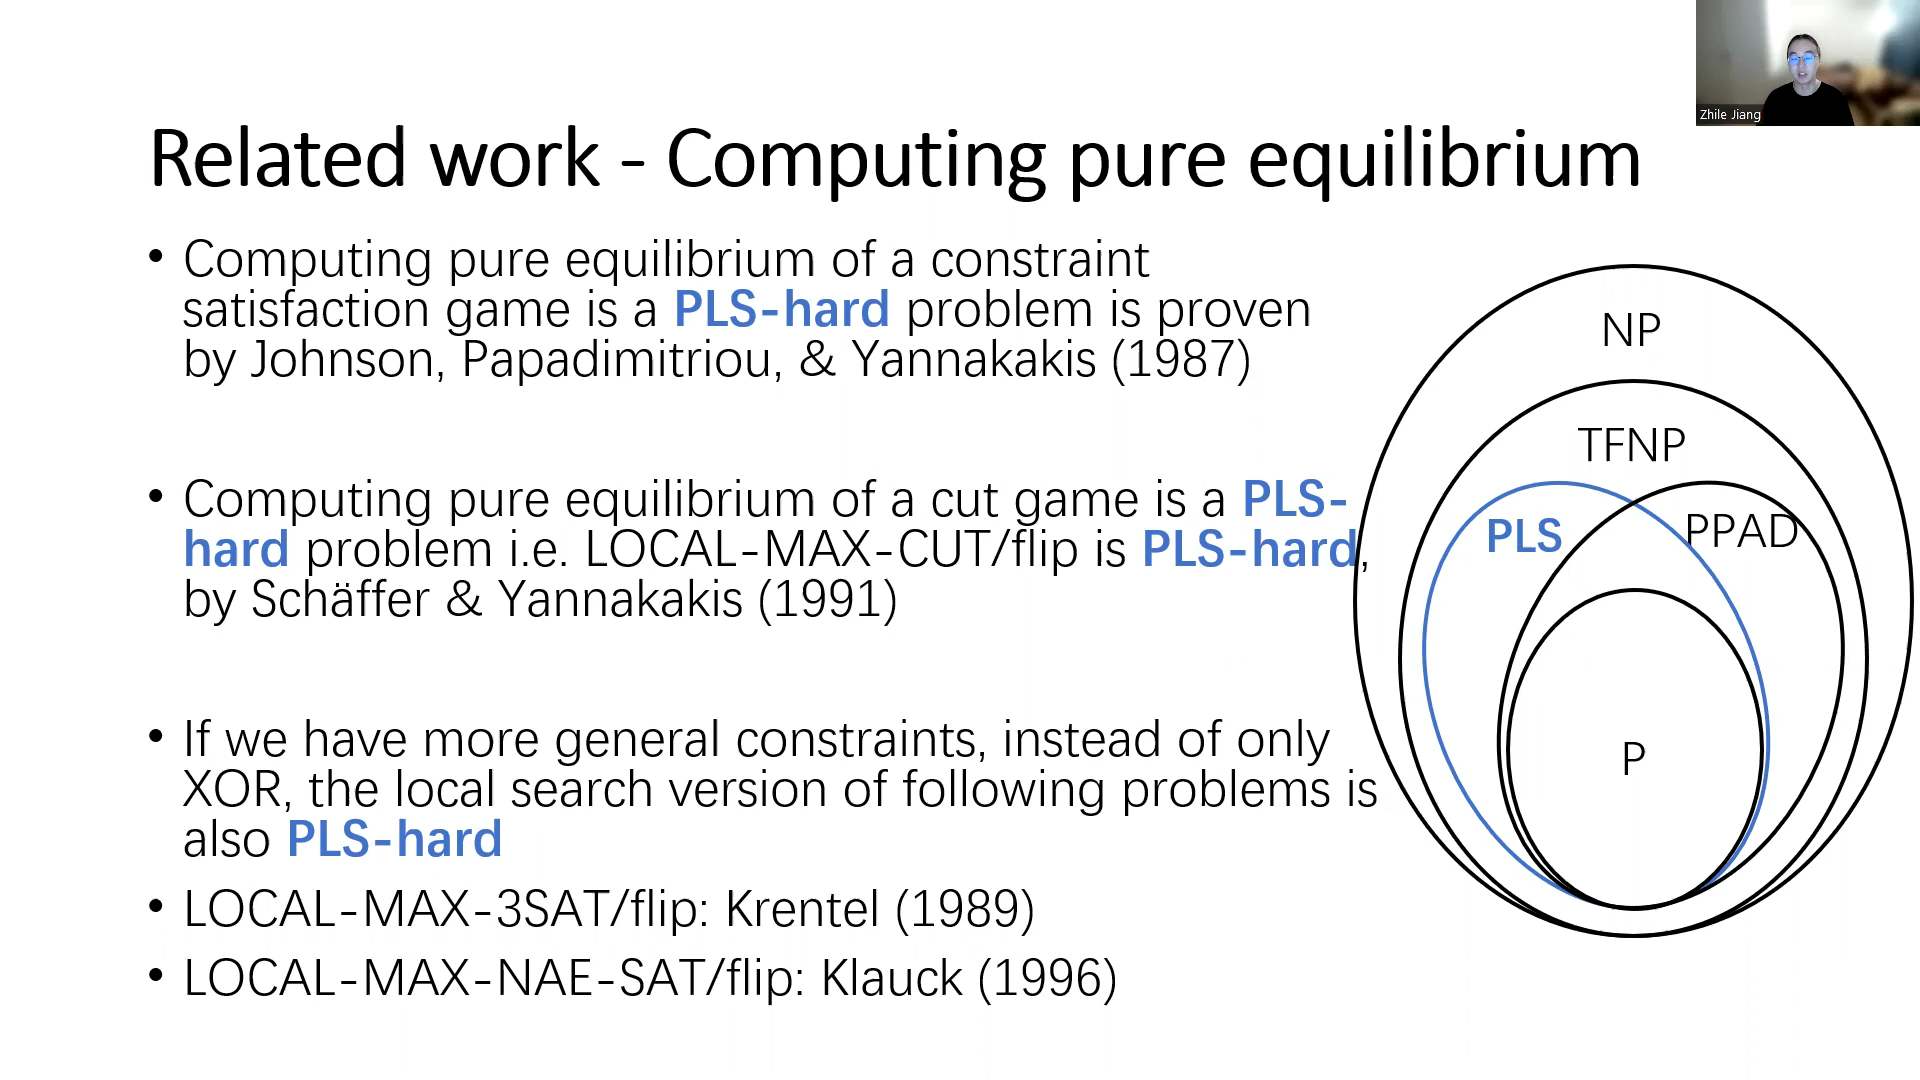 Zhile Jiang
Related work - Computing pure equilibrium
• Computing pure equilibrium of a constraint
satisfaction game is a PLS-hard problem is proven
by Johnson, Papadimitriou, & Yannakakis (1987)
• Computing pure equilibrium of a cut game is a PLS-
hard problem i.e. LOCAL-MAX-CUT/flip is PLS-hard,
by Schäffer & Yannakakis (1991)
• If we have more general constraints, instead of only
XOR, the local search version of following problems is
also PLS-hard
• LOCAL-MAX-3SAT/flip: Krentel (1989)
• LOCAL-MAX-NAE-SAT/flip: Klauck (1996)
NP
TFNP
PLS
PPAD
P